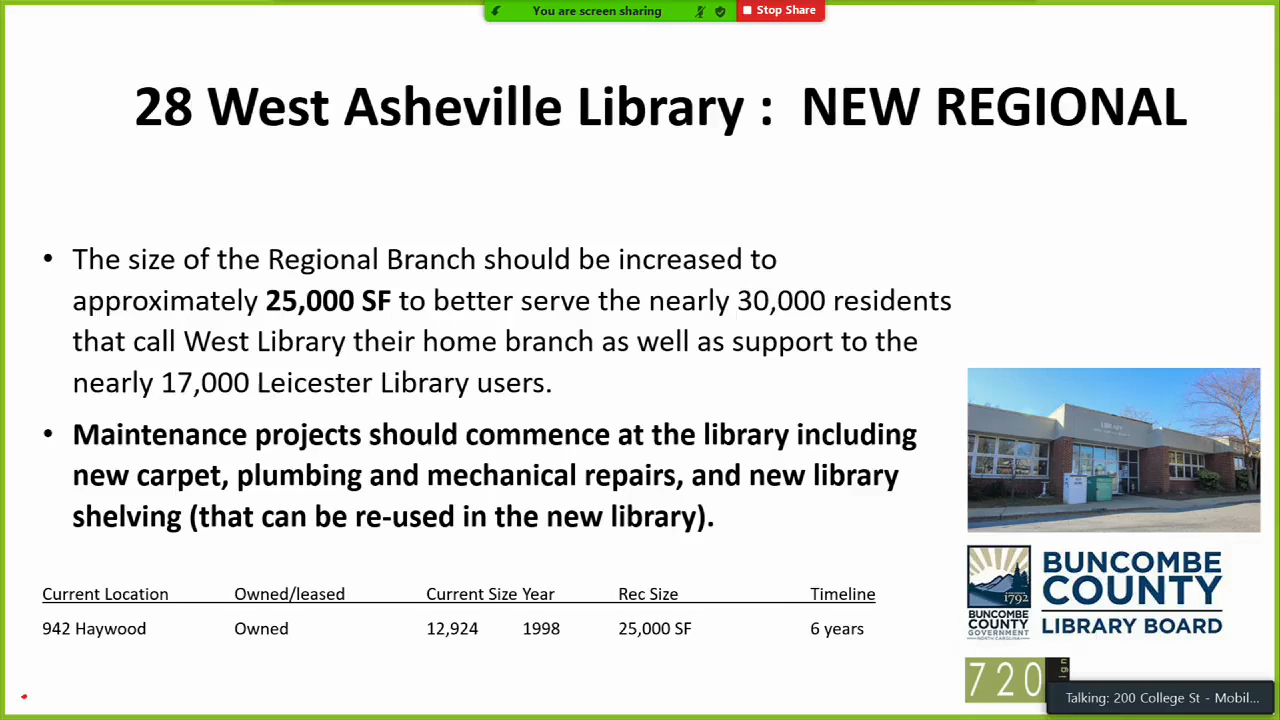 You are screen sharing
Stop Share
28 West Asheville Library : NEW REGIONAL
• The size of the Regional Branch should be increased to
approximately 25,000 SF to better serve the nearly 30,000 residents
that call West Library their home branch as well as support to the
nearly 17,000 Leicester Library users.
• Maintenance projects should commence at the library including
new carpet, plumbing and mechanical repairs, and new library
shelving (that can be re-used in the new library).
Current Location Owned/leased Current Size Year Rec Size Timeline
942 Haywood Owned 12,924 1998 25,000 SF 6 years
LIBRARY
1792
BUNCOMBE
COUNTY
GOVERNMENT
NORTH CAROLINA
BUNCOMBE
COUNTY
LIBRARY BOARD
720
ign
Talking: 200 College St - Mobil...